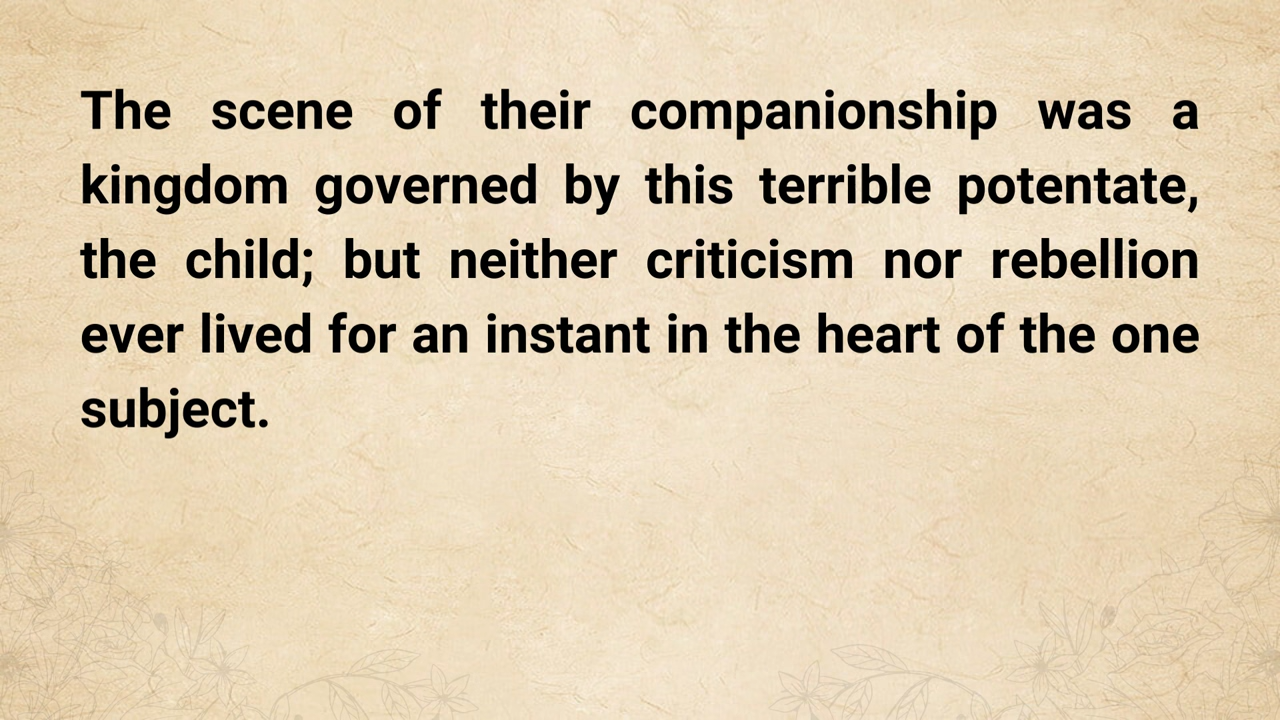 The scene of their companionship was a
kingdom governed by this terrible potentate,
the child; but neither criticism nor rebellion
ever lived for an instant in the heart of the one
subject.